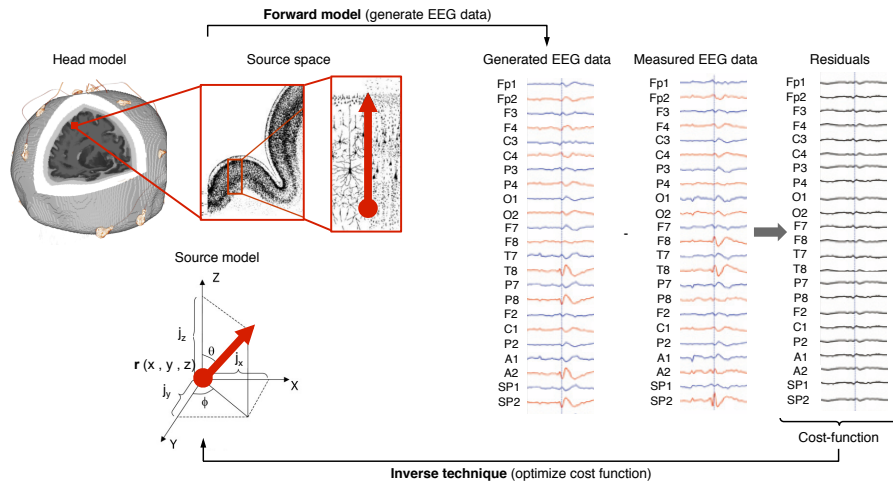 Forward model (generate EEG data)
Head model
Source space
Generated EEG data
Measured EEG data
Residuals
Fp1
Fp2
F3
F4
C3
C4
P3
P4
O1
O2
F7
F8
T7
T8
P7
P8
F2
C1
P2
A1
A2
SP1
SP2
-
Fp1
Fp2
F3
F4
C3
C4
P3
P4
O1
O2
F7
F8
T7
T8
P7
P8
F2
C1
P2
A1
A2
SP1
SP2
Fp1
Fp2
F3
F4
C3
C4
P3
P4
O1
O2
F7
F8
T7
T8
P7
P8
F2
C1
P2
A1
A2
SP1
SP2
Source model
Z
jz
θ
r (x , y , z)
jx
jy
X
ϕ
Y
Cost-function
Inverse technique (optimize cost function)